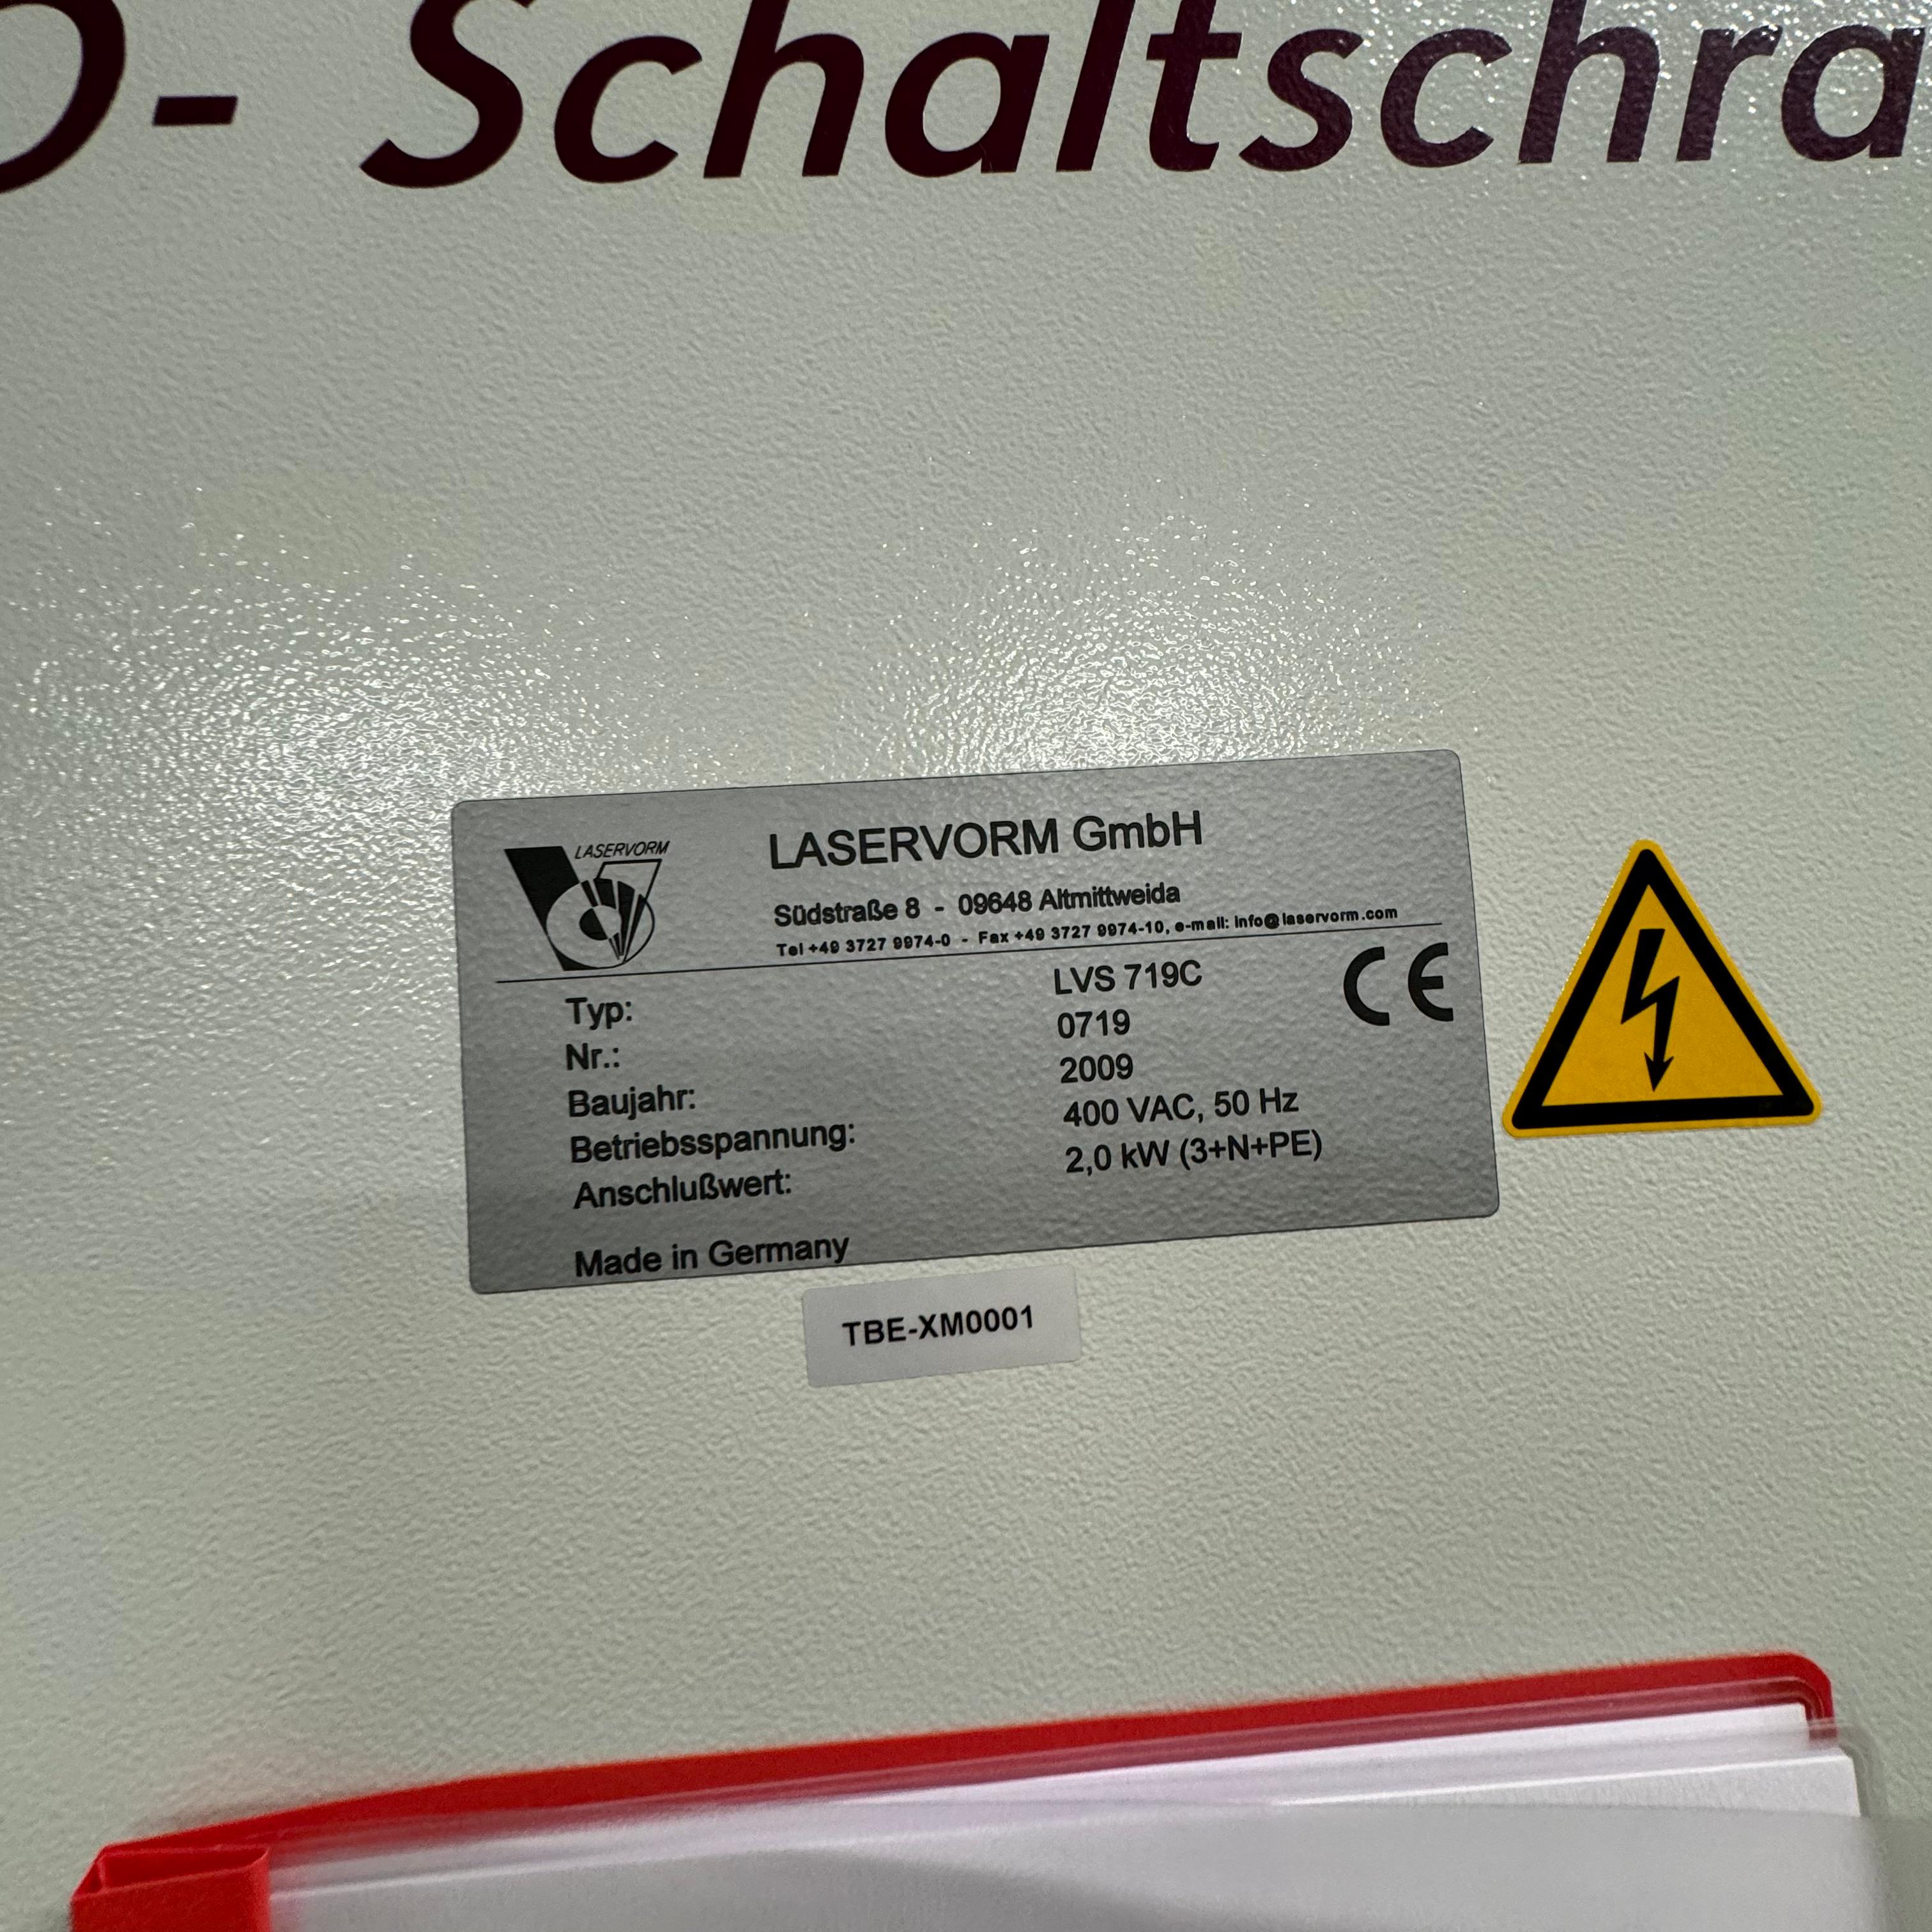 - Schaltschra
LASERVORM
LASERVORM GmbH
Südstraße 8 - 09648 Altmittweida
Tel +49 3727 9974-0 - Fax +49 3727 9974-10, e-mail: info@laservorm.com
Typ: LVS 719C
Nr.: 0719
Baujahr: 2009
Betriebsspannung: 400 VAC, 50 Hz
Anschlußwert: 2,0 kW (3+N+PE)
CE
Made in Germany
TBE-XM0001